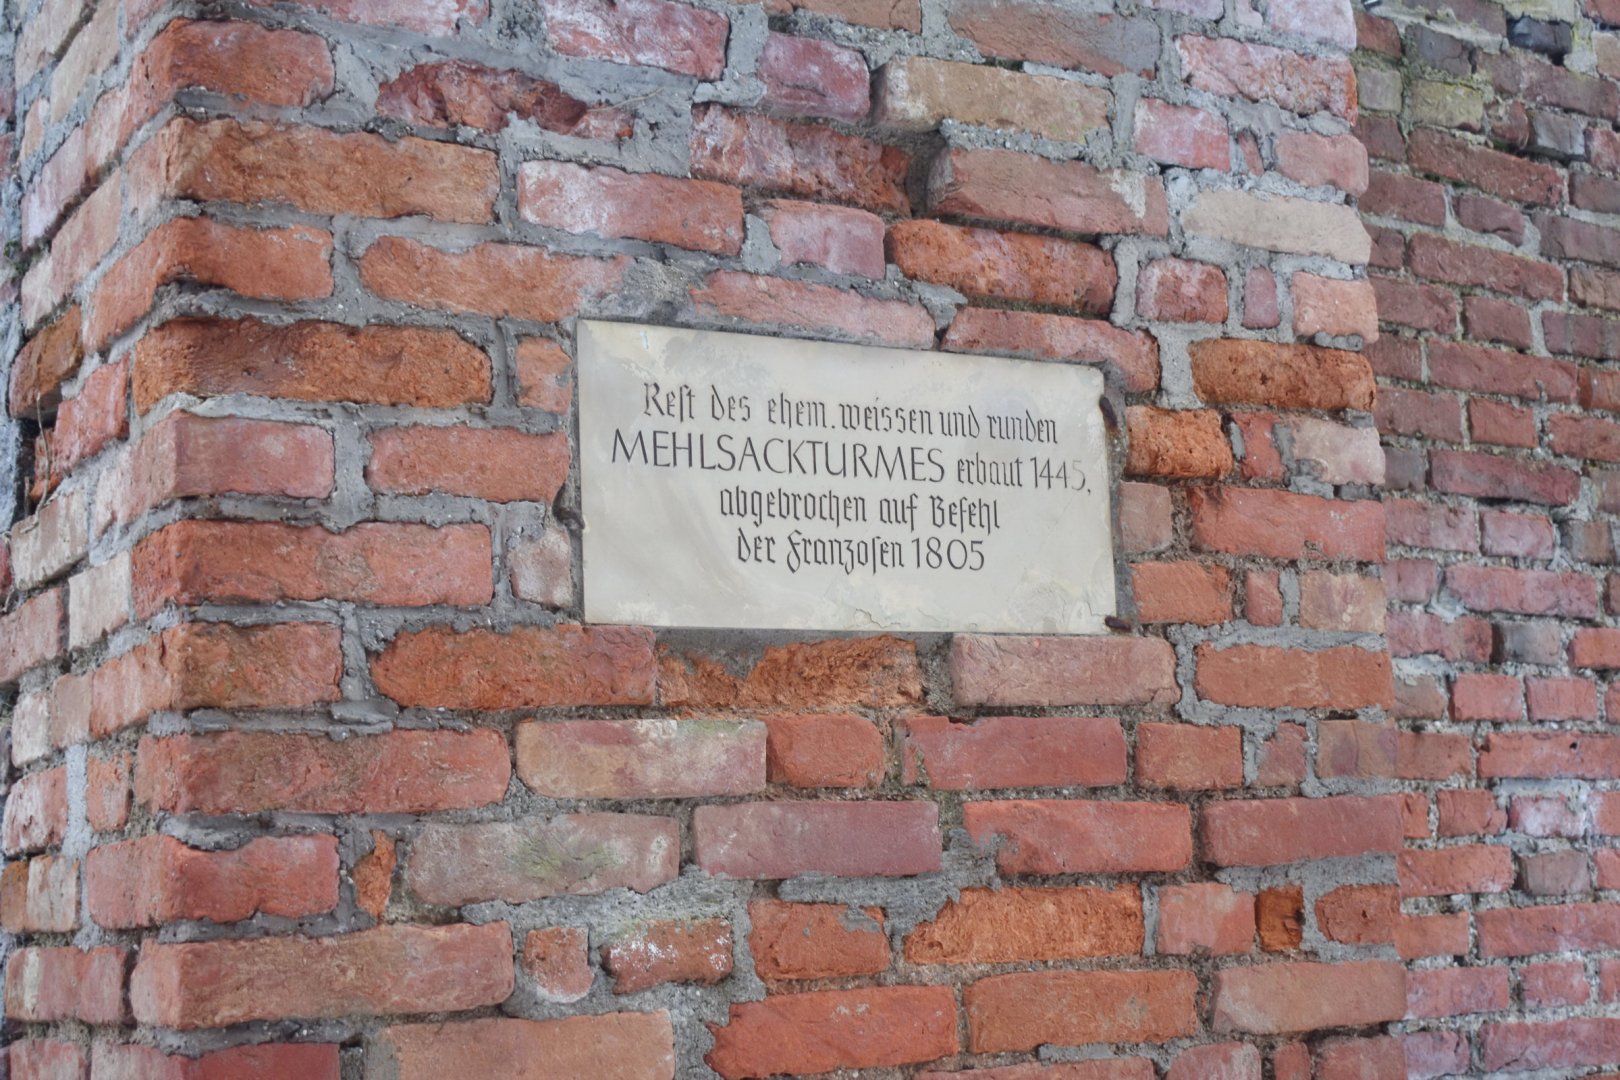 Reſt des ehem. weissen und runden
MEHLSACKTURMES erbaut 1445,
abgebrochen auf Befehl
der Franzoſen 1805